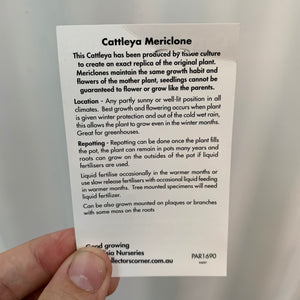 Cattleya Mericlone
This Cattleya has been produced by tissue culture
to create an exact replica of the original plant.
Mericlones maintain the same growth habit and
flowers of the mother plant, seedlings cannot be
guaranteed to flower or grow like the parents.
Location - Any partly sunny or well-lit position in all
climates. Best growth and flowering occurs when plant
is given winter protection and out of the cold wet rain,
this allows the plant to grow even in the winter months.
Great for greenhouses.
Repotting - Repotting can be done once the plant fills
the pot, the plant can remain in pots many years and
roots can grow on the outsides of the pot if liquid
fertilisers are used.
Liquid fertilise occasionally in the warmer months or
use slow release fertilisers with occasional liquid feeding
in warmer months. Tree mounted specimens will need
liquid fertilizer.
Can be also grown mounted on plaques or branches
with some moss on the roots
Good growing
Nurseries
collectorscorner.com.au
PAR1690